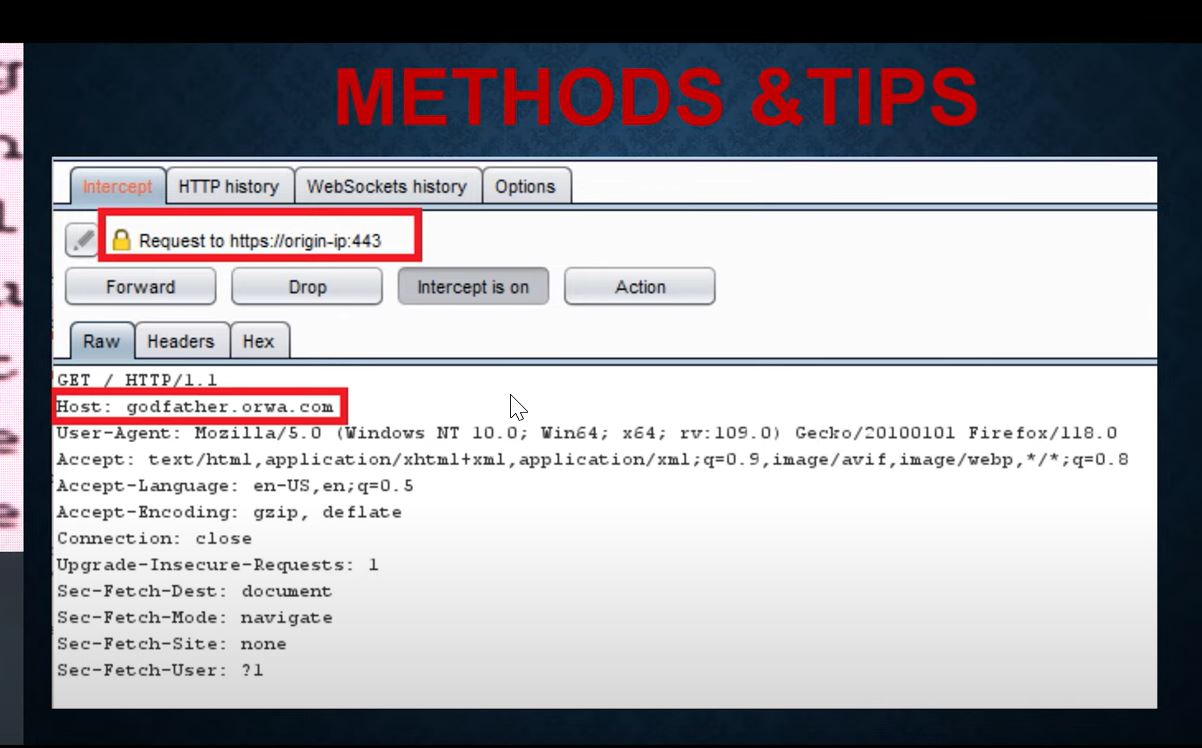 METHODS &TIPS
Intercept HTTP history WebSockets history Options
Request to https://origin-ip:443
Forward Drop Intercept is on Action
Raw Headers Hex
GET / HTTP/1.1
Host: godfather.orwa.com
User-Agent: Mozilla/5.0 (Windows NT 10.0; Win64; x64; rv:109.0) Gecko/20100101 Firefox/118.0
Accept: text/html,application/xhtml+xml,application/xml;q=0.9,image/avif,image/webp,*/*;q=0.8
Accept-Language: en-US,en;q=0.5
Accept-Encoding: gzip, deflate
Connection: close
Upgrade-Insecure-Requests: 1
Sec-Fetch-Dest: document
Sec-Fetch-Mode: navigate
Sec-Fetch-Site: none
Sec-Fetch-User: ?1